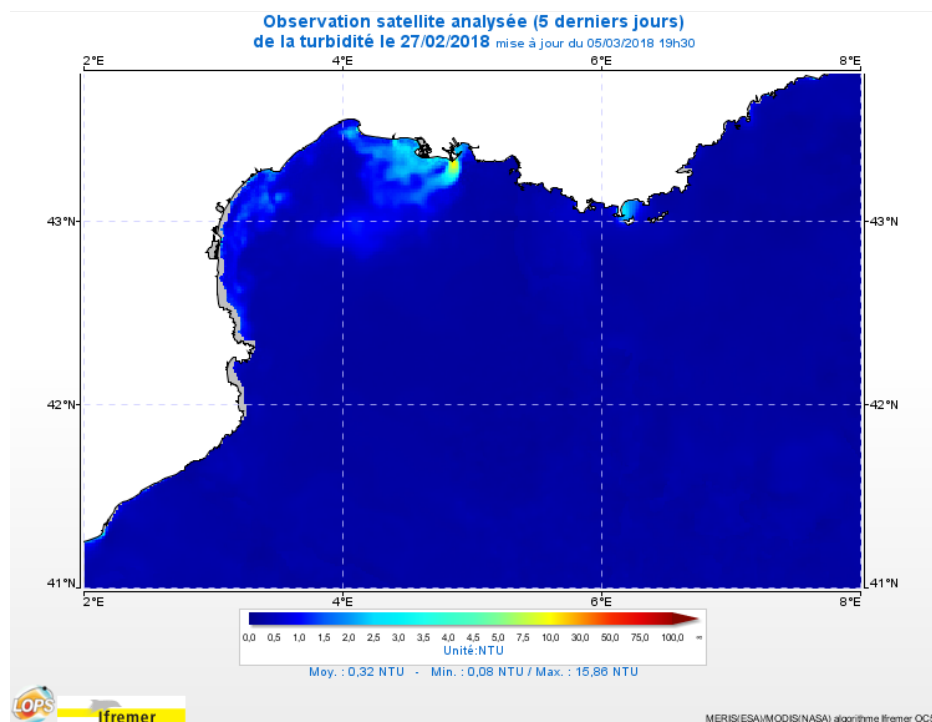 Observation satellite analysée (5 derniers jours)
de la turbidité le 27/02/2018 mise à jour du 05/03/2018 19h30
2°E 4°E 6°E 8°E
43°N 43°N
42°N 42°N
41°N 41°N
2°E 4°E 6°E 8°E
0,0 0,5 1,0 1,5 2,0 2,5 3,0 3,5 4,0 4,5 5,0 7,5 10,0 30,0 50,0 75,0 100,0 ∞
Unité:NTU
Moy. : 0,32 NTU - Min. : 0,08 NTU / Max. : 15,86 NTU
LOPS
Ifremer
MERIS(ESA)/MODIS(NASA) algorithme Ifremer